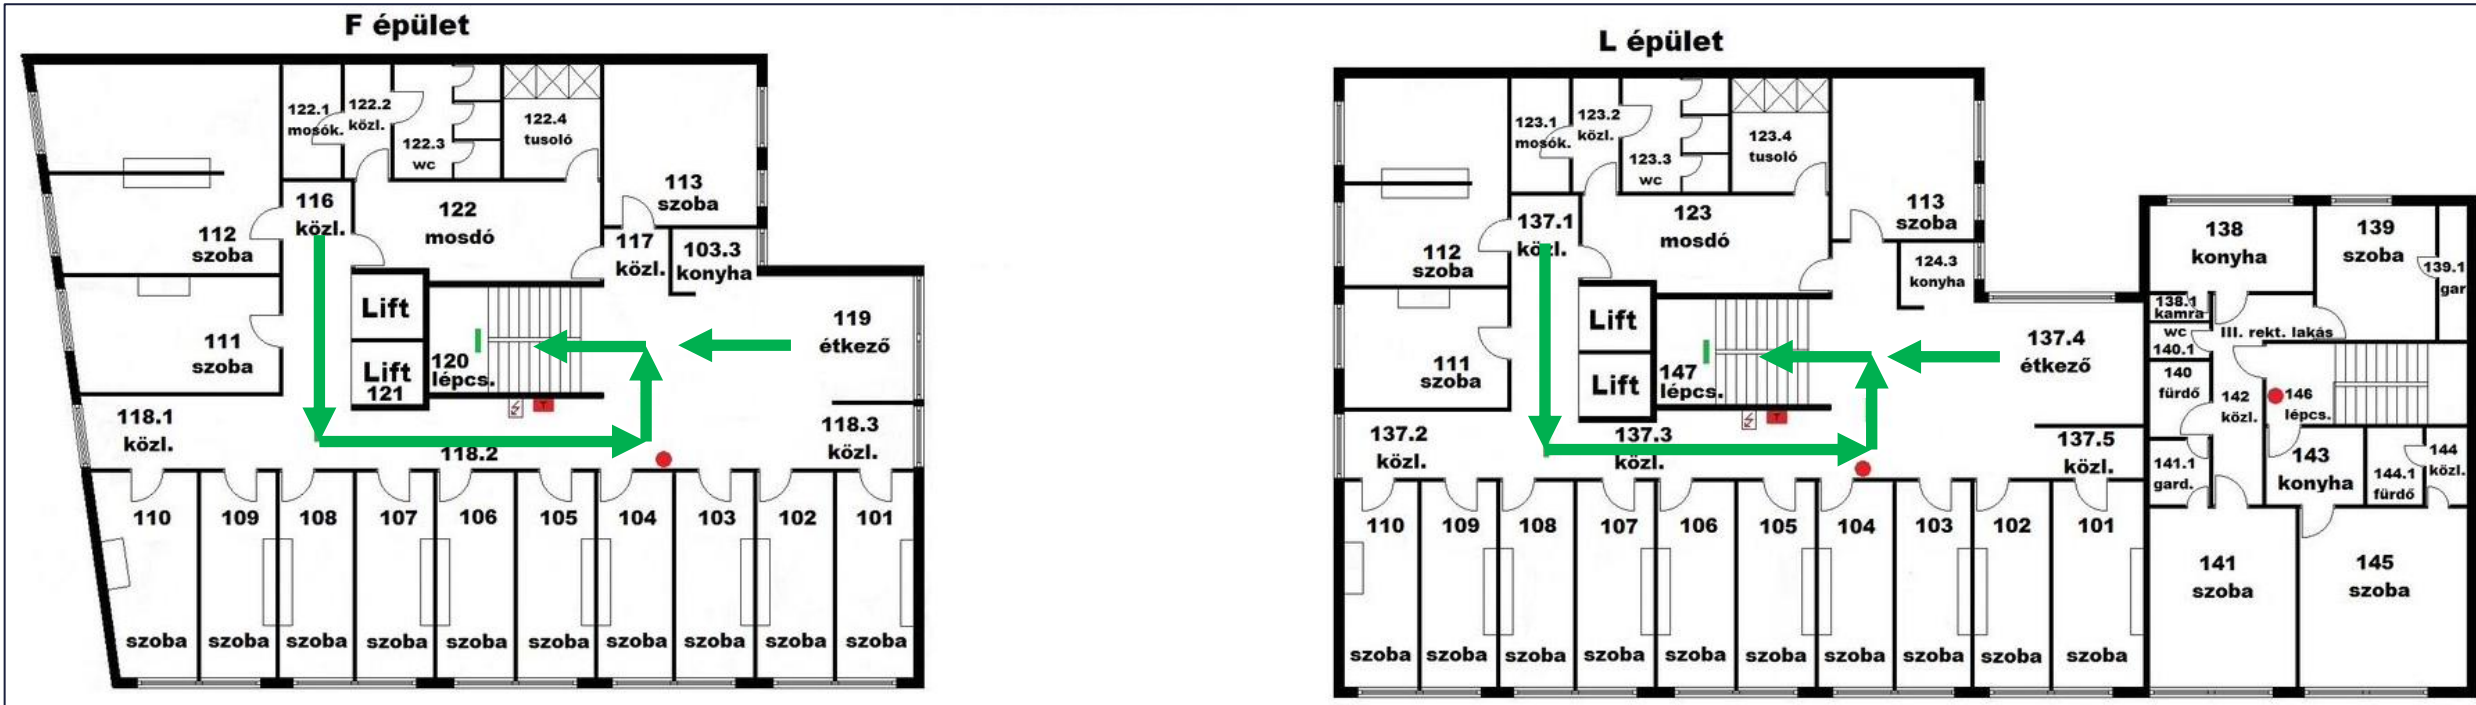 F épület
122.1
mosók.
122.2
közl.
122.3
wc
122.4
tusoló
113
szoba
116
közl.
122
mosdó
112
szoba
117
közl.
103.3
konyha
Lift
Lift
121
111
szoba
120
lépcs.
119
étkező
118.1
közl.
118.2
118.3
közl.
110
109
108
107
106
105
104
103
102
101
szoba
szoba
szoba
szoba
szoba
szoba
szoba
szoba
szoba
szoba
L épület
123.1
mosók.
123.2
közl.
123.3
wc
123.4
tusoló
113
szoba
137.1
közl.
123
mosdó
112
szoba
124.3
konyha
Lift
Lift
111
szoba
147
lépcs.
137.4
étkező
137.2
közl.
137.3
közl.
137.5
közl.
110
109
108
107
106
105
104
103
102
101
szoba
szoba
szoba
szoba
szoba
szoba
szoba
szoba
szoba
szoba
138
konyha
139
szoba
139.1
gar
138.1
kamra
III. rekt. lakás
wc
140.1
140
fürdő
142
közl.
146
lépcs.
141.1
gard.
143
konyha
144.1
fürdő
144
közl.
141
szoba
145
szoba